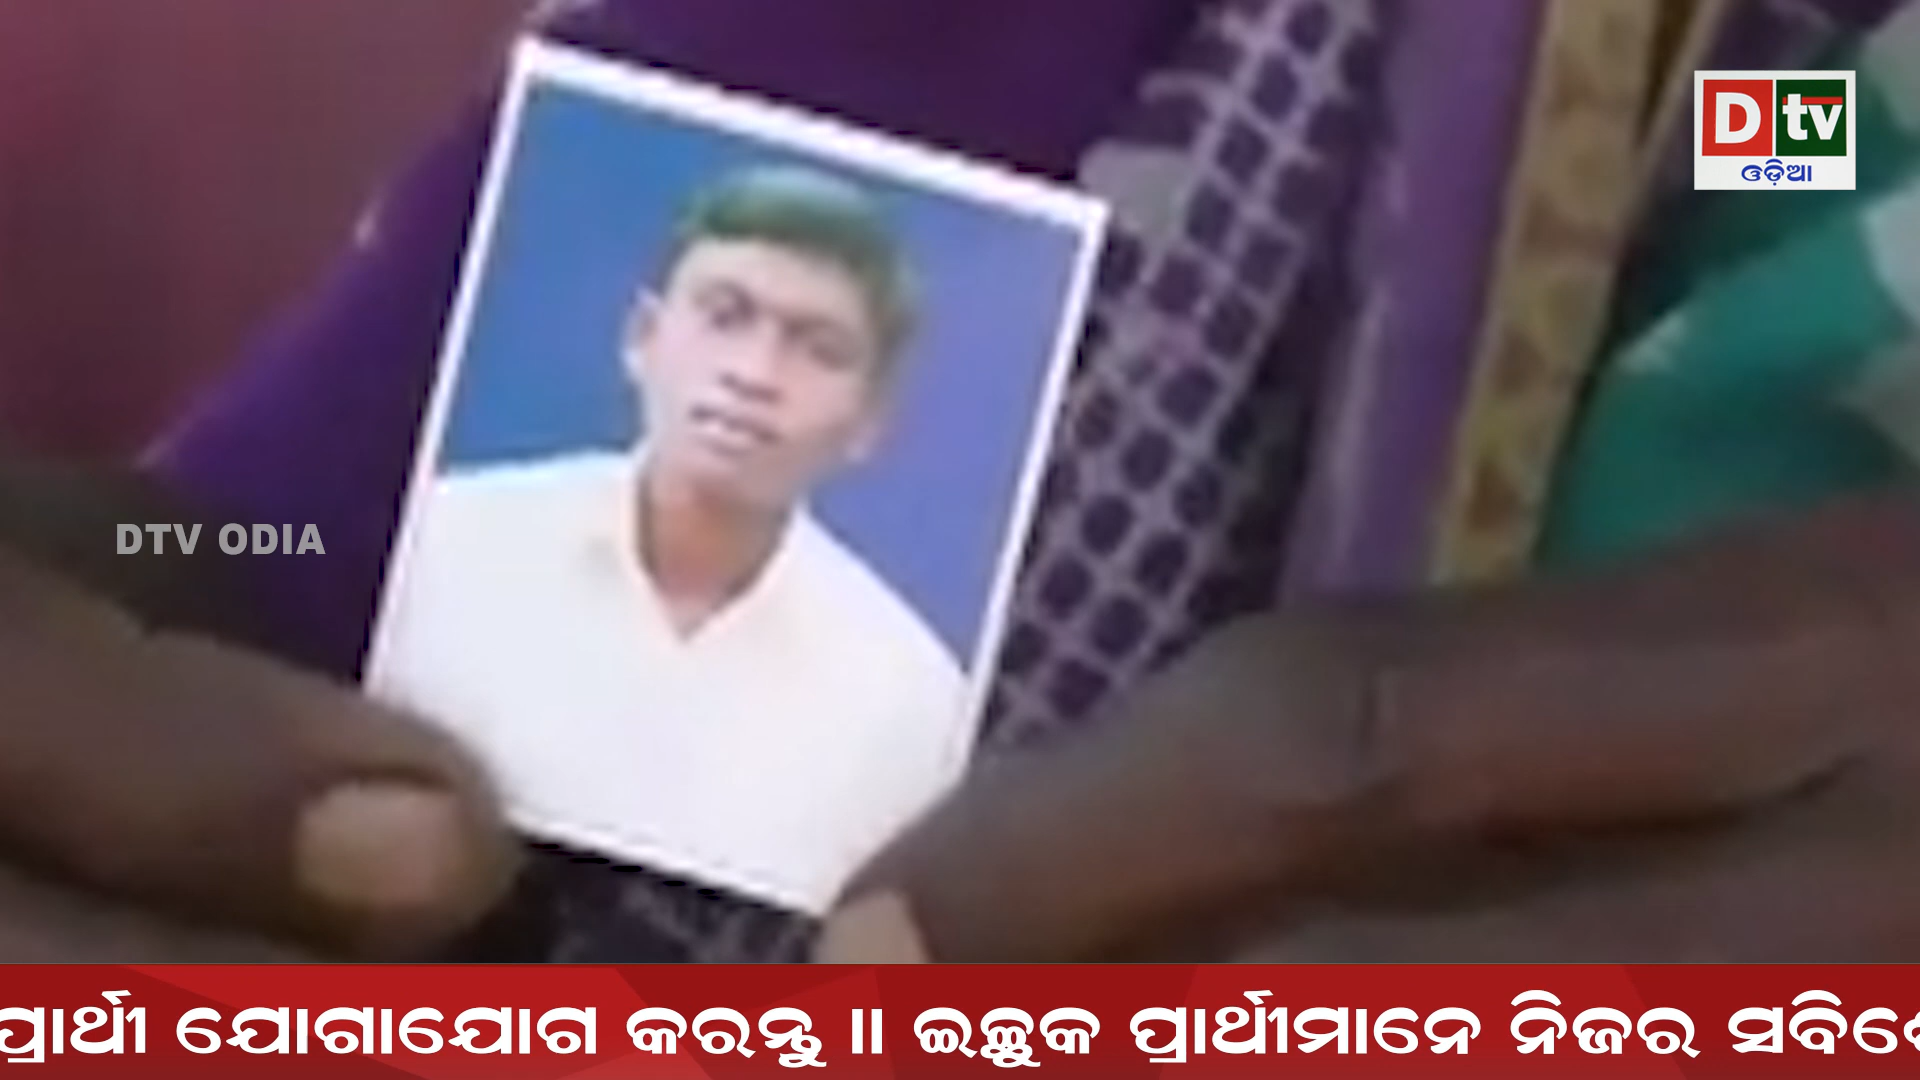 D tv
ଓଡ଼ିଆ
DTV ODIA
ପ୍ରାର୍ଥୀ ଯୋଗାଯୋଗ କରନ୍ତୁ ॥ ଇଚ୍ଛୁକ ପ୍ରାର୍ଥୀମାନେ ନିଜର